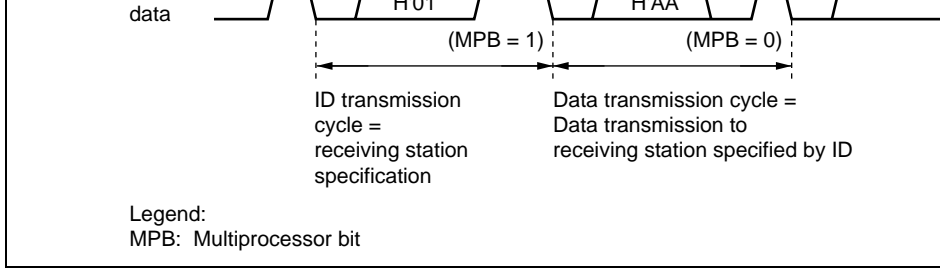 data
H'01
H'AA
(MPB = 1)
(MPB = 0)
ID transmission
cycle =
receiving station
specification
Data transmission cycle =
Data transmission to
receiving station specified by ID
Legend:
MPB: Multiprocessor bit